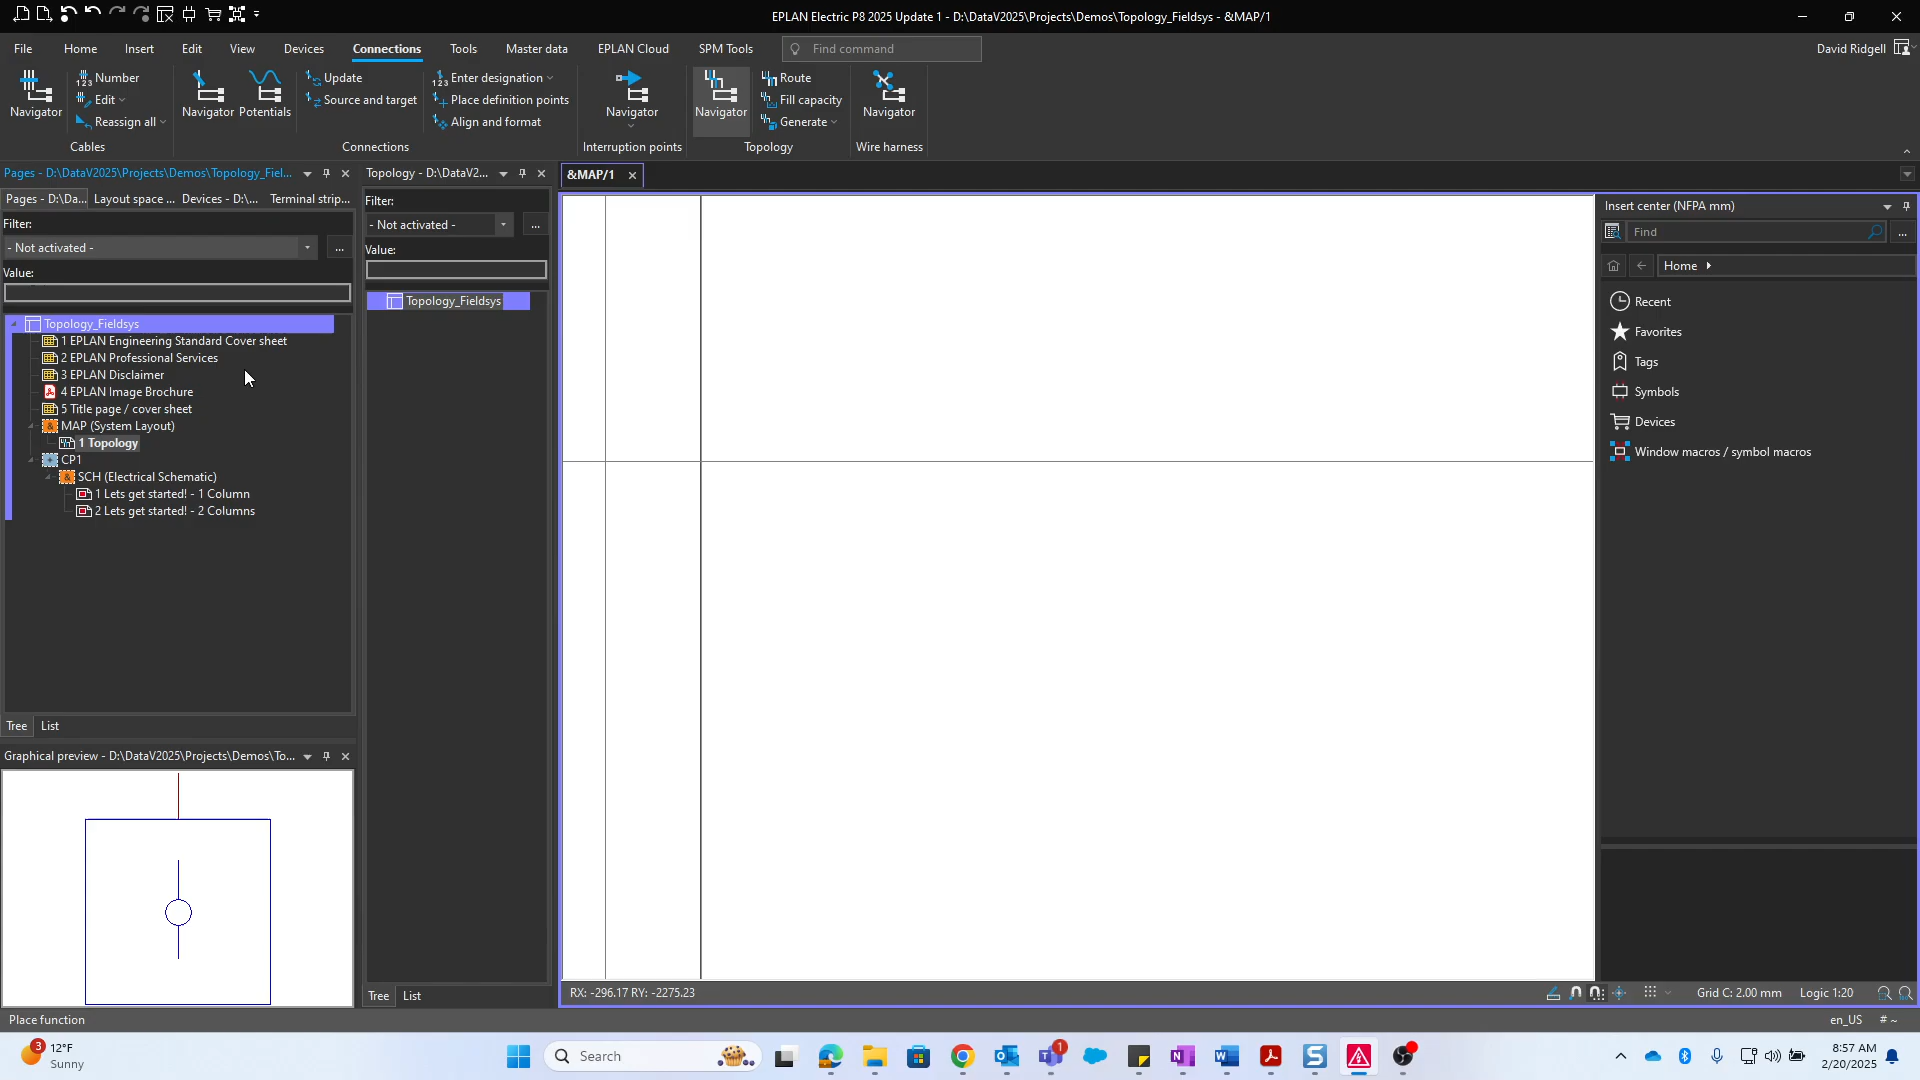 EPLAN Electric P8 2025 Update 1 - D:\DataV2025\Projects\Demos\Topology_Fieldsys - &MAP/1
File
Home
Insert
Edit
View
Devices
Connections
Tools
Master data
EPLAN Cloud
SPM Tools
Find command
David Ridgell
Navigator
Number
Edit
Reassign all
Cables
Navigator
Potentials
Update
Source and target
Enter designation
Place definition points
Align and format
Connections
Navigator
Interruption points
Navigator
Route
Fill capacity
Generate
Topology
Navigator
Wire harness
Pages - D:\DataV2025\Projects\Demos\Topology_Fiel...
Pages - D:\Da...
Layout space ...
Devices - D:\...
Terminal strip...
Filter:
- Not activated -
...
Value:
Topology_Fieldsys
1 EPLAN Engineering Standard Cover sheet
2 EPLAN Professional Services
3 EPLAN Disclaimer
4 EPLAN Image Brochure
5 Title page / cover sheet
MAP (System Layout)
1 Topology
CP1
SCH (Electrical Schematic)
1 Lets get started! - 1 Column
2 Lets get started! - 2 Columns
Tree
List
Graphical preview - D:\DataV2025\Projects\Demos\To...
Topology - D:\DataV2...
Filter:
- Not activated -
...
Value:
Topology_Fieldsys
Tree
List
&MAP/1
RX: -296.17 RY: -2275.23
Grid C: 2.00 mm
Logic 1:20
Insert center (NFPA mm)
Find
...
Home
Recent
Favorites
Tags
Symbols
Devices
Window macros / symbol macros
Place function
en_US
# ~
3
12°F
Sunny
Search
1
8:57 AM
2/20/2025